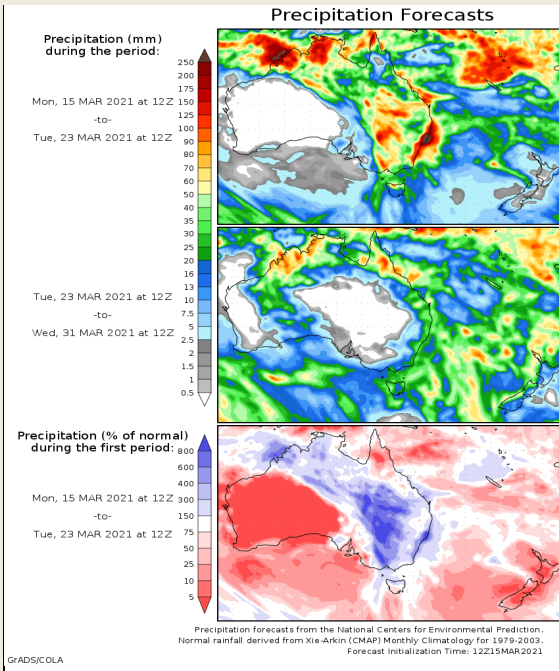 Precipitation Forecasts
Precipitation (mm)
during the period:
250
200
175
150
125
100
90
80
70
60
50
40
35
30
25
20
16
13
10
7.5
5
2.5
2
1.5
1
0.5
Mon, 15 MAR 2021 at 12Z
-to-
Tue, 23 MAR 2021 at 12Z
Tue, 23 MAR 2021 at 12Z
-to-
Wed, 31 MAR 2021 at 12Z
Precipitation (% of normal)
during the first period:
800
600
400
300
150
75
50
25
10
5
Mon, 15 MAR 2021 at 12Z
-to-
Tue, 23 MAR 2021 at 12Z
Precipitation forecasts from the National Centers for Environmental Prediction.
Normal rainfall derived from Xie-Arkin (CMAP) Monthly Climatology for 1979-2003.
Forecast Initialization Time: 12Z15MAR2021
GrADS/COLA